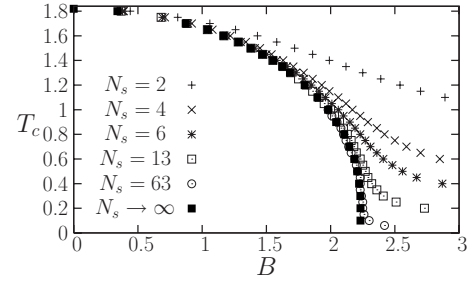 1.8
1.6
1.4
1.2
1
0.8
0.6
0.4
0.2
0
T_c
N_s = 2
N_s = 4
N_s = 6
N_s = 13
N_s = 63
N_s → ∞
0 0.5 1 1.5 2 2.5 3
B